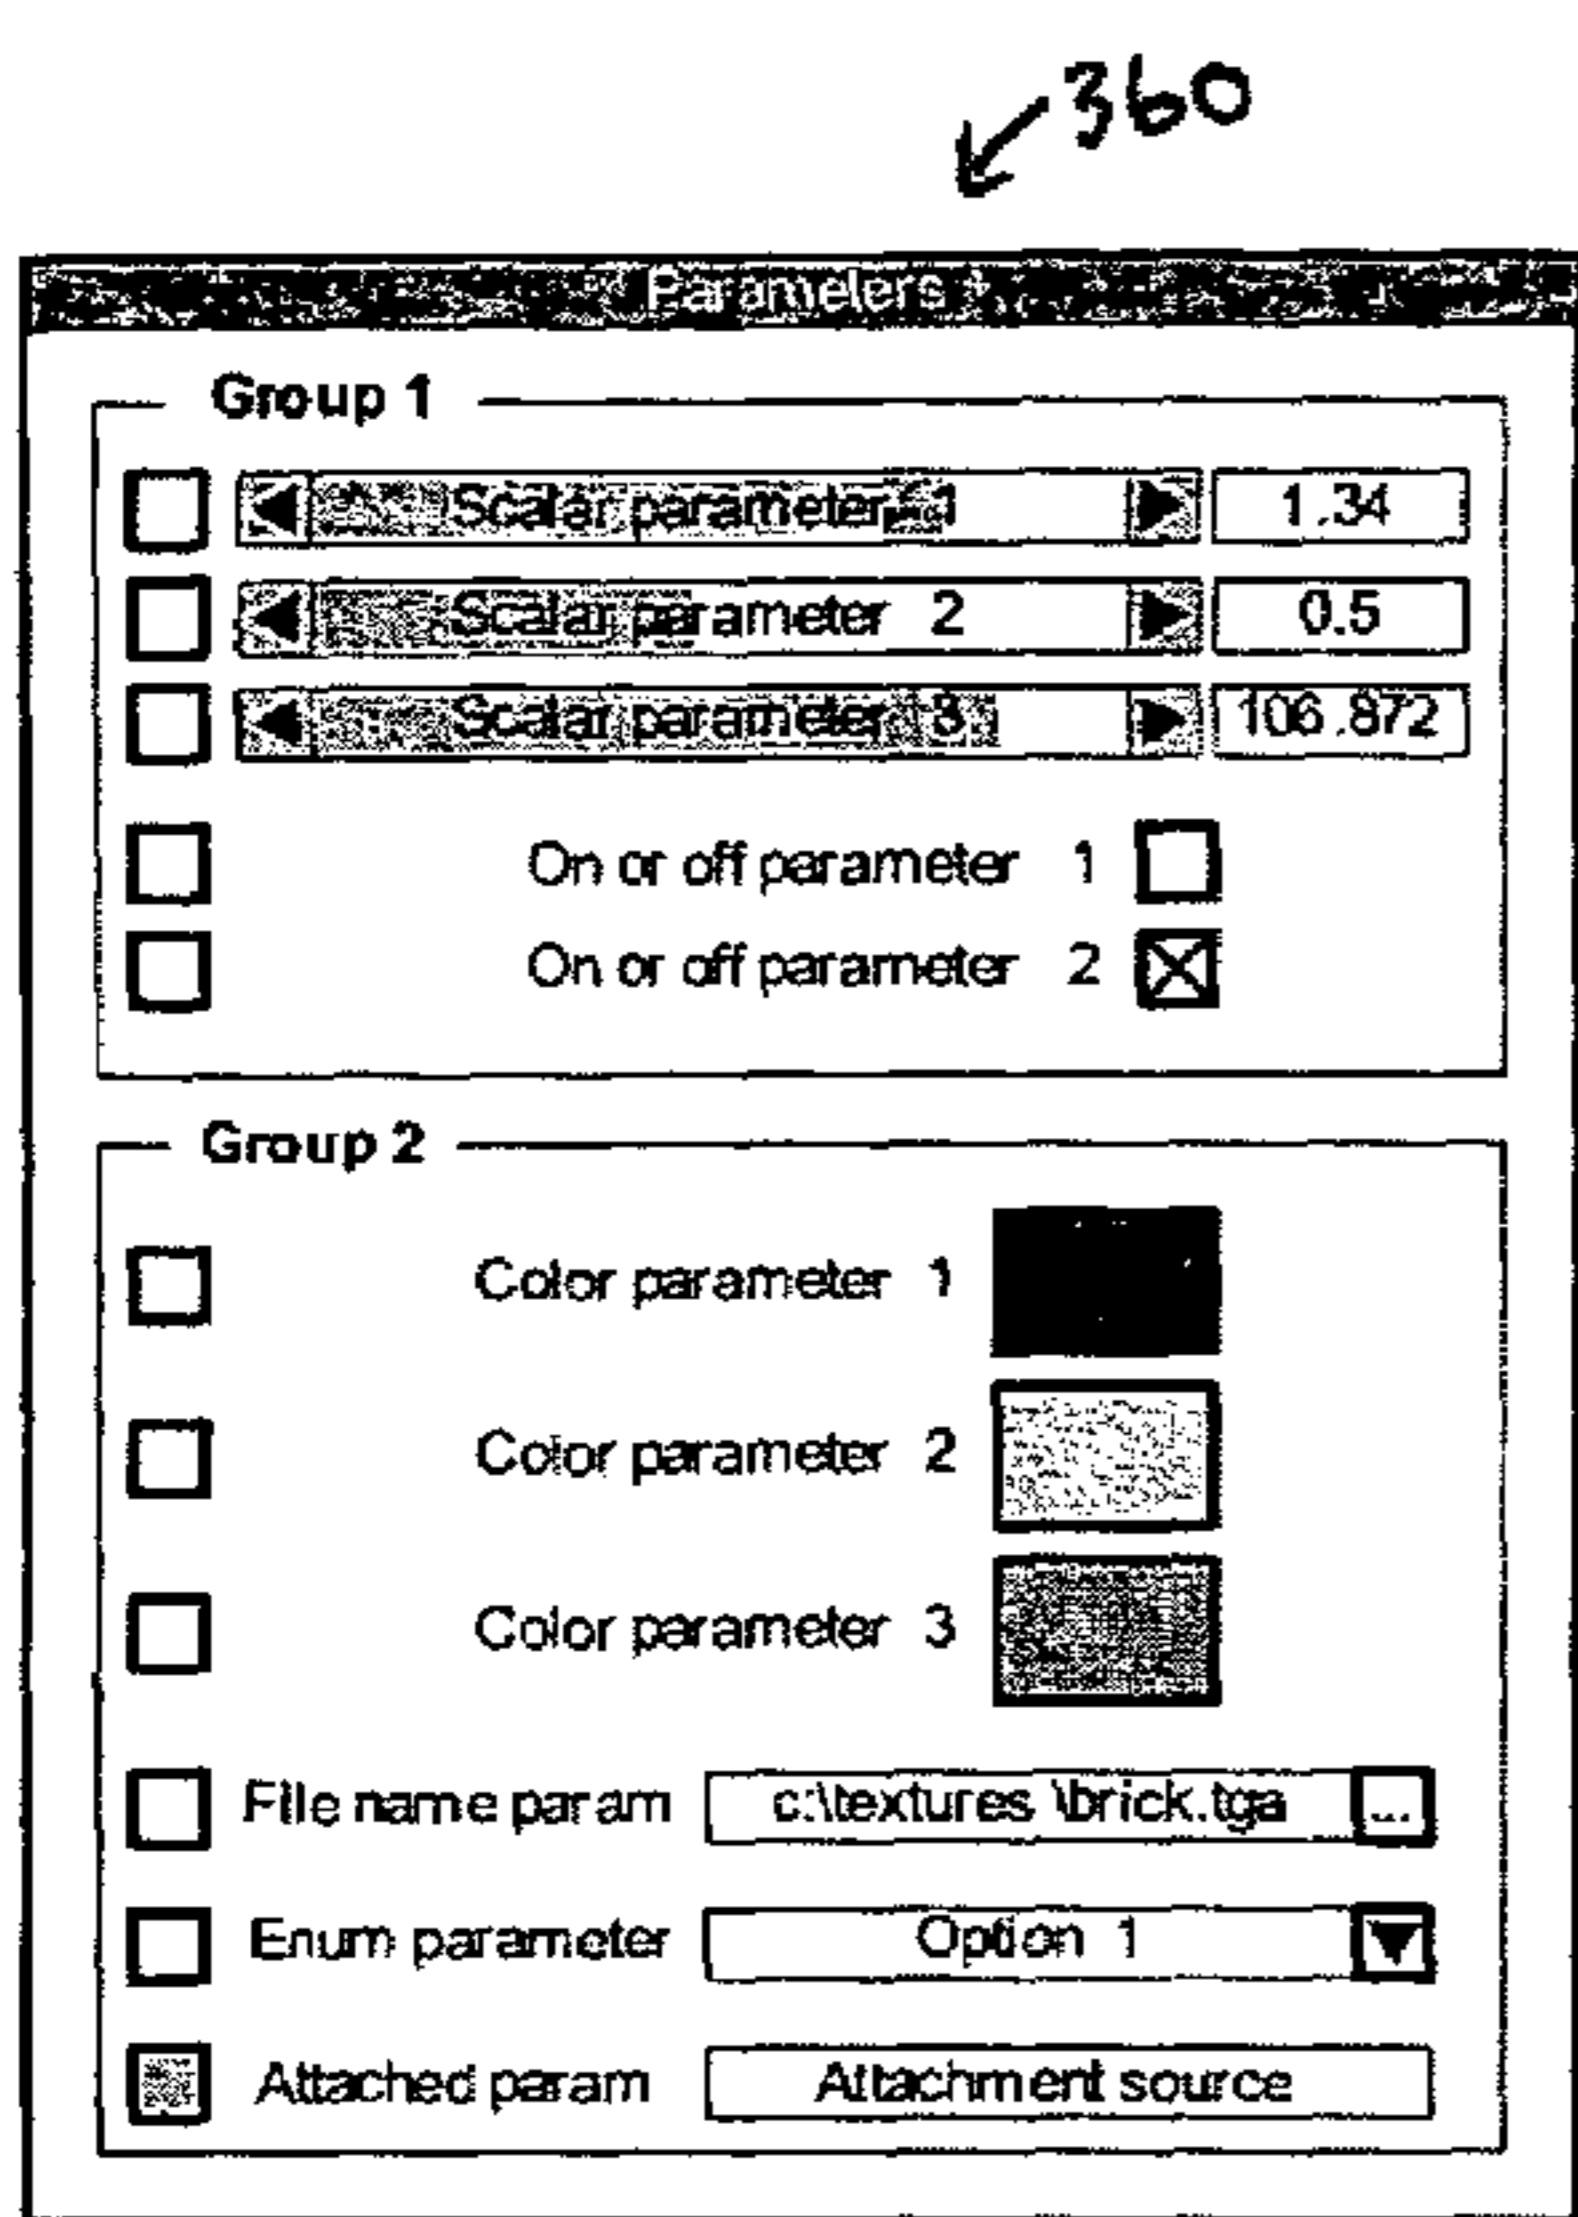 360
Parameters
Group 1
Scalar parameter 1 1.34
Scalar parameter 2 0.5
Scalar parameter 3 106.872
On or off parameter 1
On or off parameter 2
Group 2
Color parameter 1
Color parameter 2
Color parameter 3
File name param c:\textures\brick.tga ...
Enum parameter Option 1
Attached param Attachment source